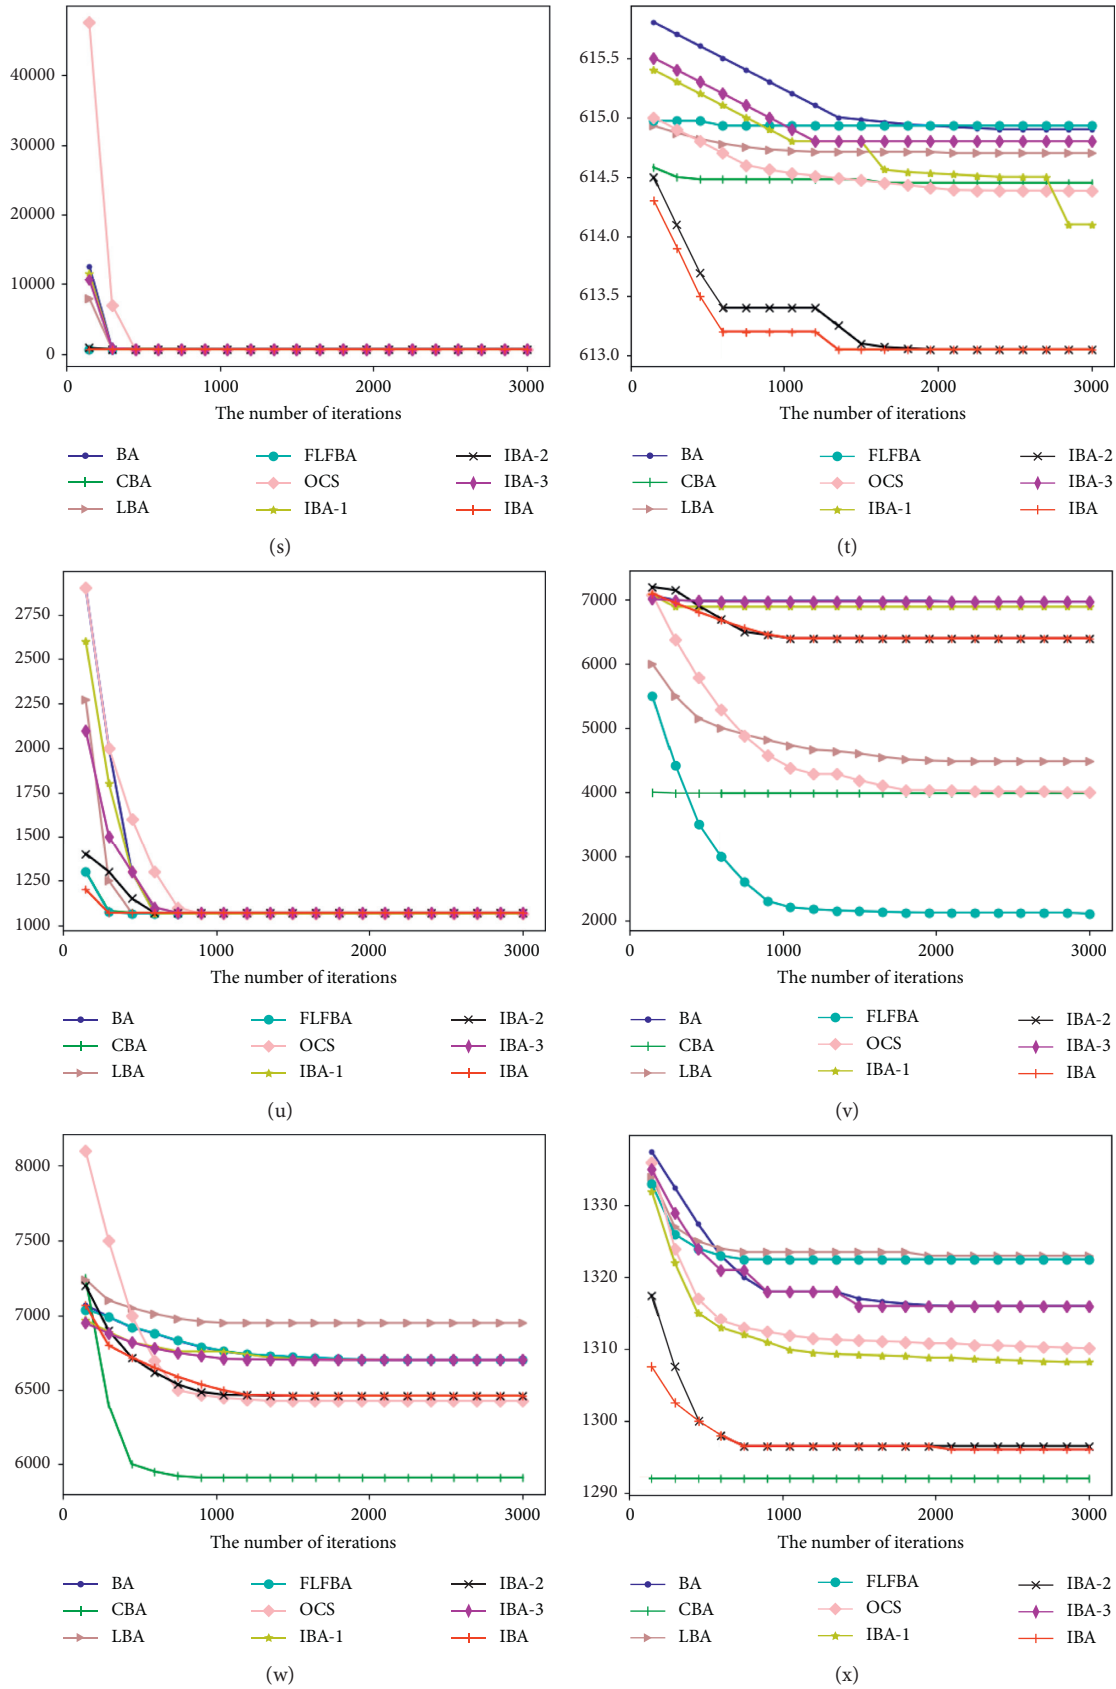 40000
30000
20000
10000
0
0 1000 2000 3000
The number of iterations
BA FLFBA IBA-2
CBA OCS IBA-3
LBA IBA-1 IBA
(s)
615.5
615.0
614.5
614.0
613.5
613.0
0 1000 2000 3000
The number of iterations
BA FLFBA IBA-2
CBA OCS IBA-3
LBA IBA-1 IBA
(t)
2750
2500
2250
2000
1750
1500
1250
1000
0 1000 2000 3000
The number of iterations
BA FLFBA IBA-2
CBA OCS IBA-3
LBA IBA-1 IBA
(u)
7000
6000
5000
4000
3000
2000
0 1000 2000 3000
The number of iterations
BA FLFBA IBA-2
CBA OCS IBA-3
LBA IBA-1 IBA
(v)
8000
7500
7000
6500
6000
0 1000 2000 3000
The number of iterations
BA FLFBA IBA-2
CBA OCS IBA-3
LBA IBA-1 IBA
(w)
1330
1320
1310
1300
1290
0 1000 2000 3000
The number of iterations
BA FLFBA IBA-2
CBA OCS IBA-3
LBA IBA-1 IBA
(x)